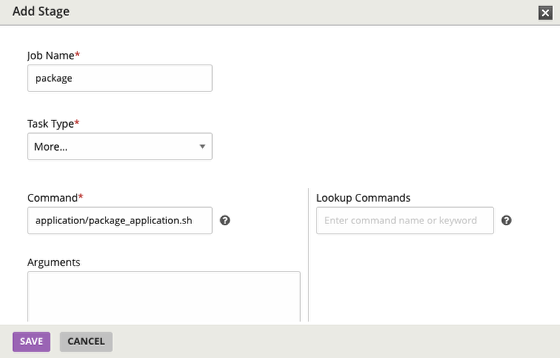 Add Stage
Job Name*
package
Task Type*
More...
Command*
application/package_application.sh
Lookup Commands
Enter command name or keyword
Arguments
SAVE
CANCEL